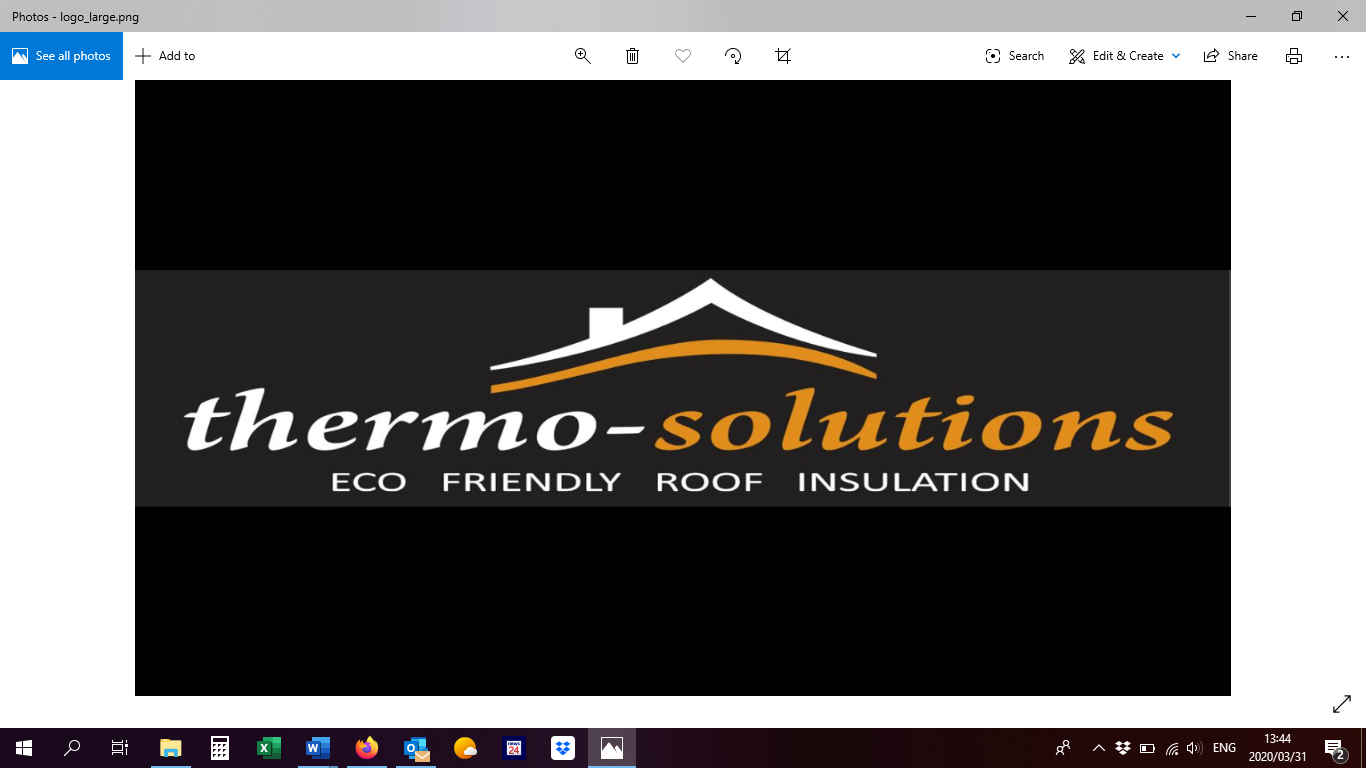 Photos - logo_large.png
See all photos
Add to
Search
Edit & Create
Share
thermo-solutions
ECO FRIENDLY ROOF INSULATION
news
24
ENG
13:44
2020/03/31
2